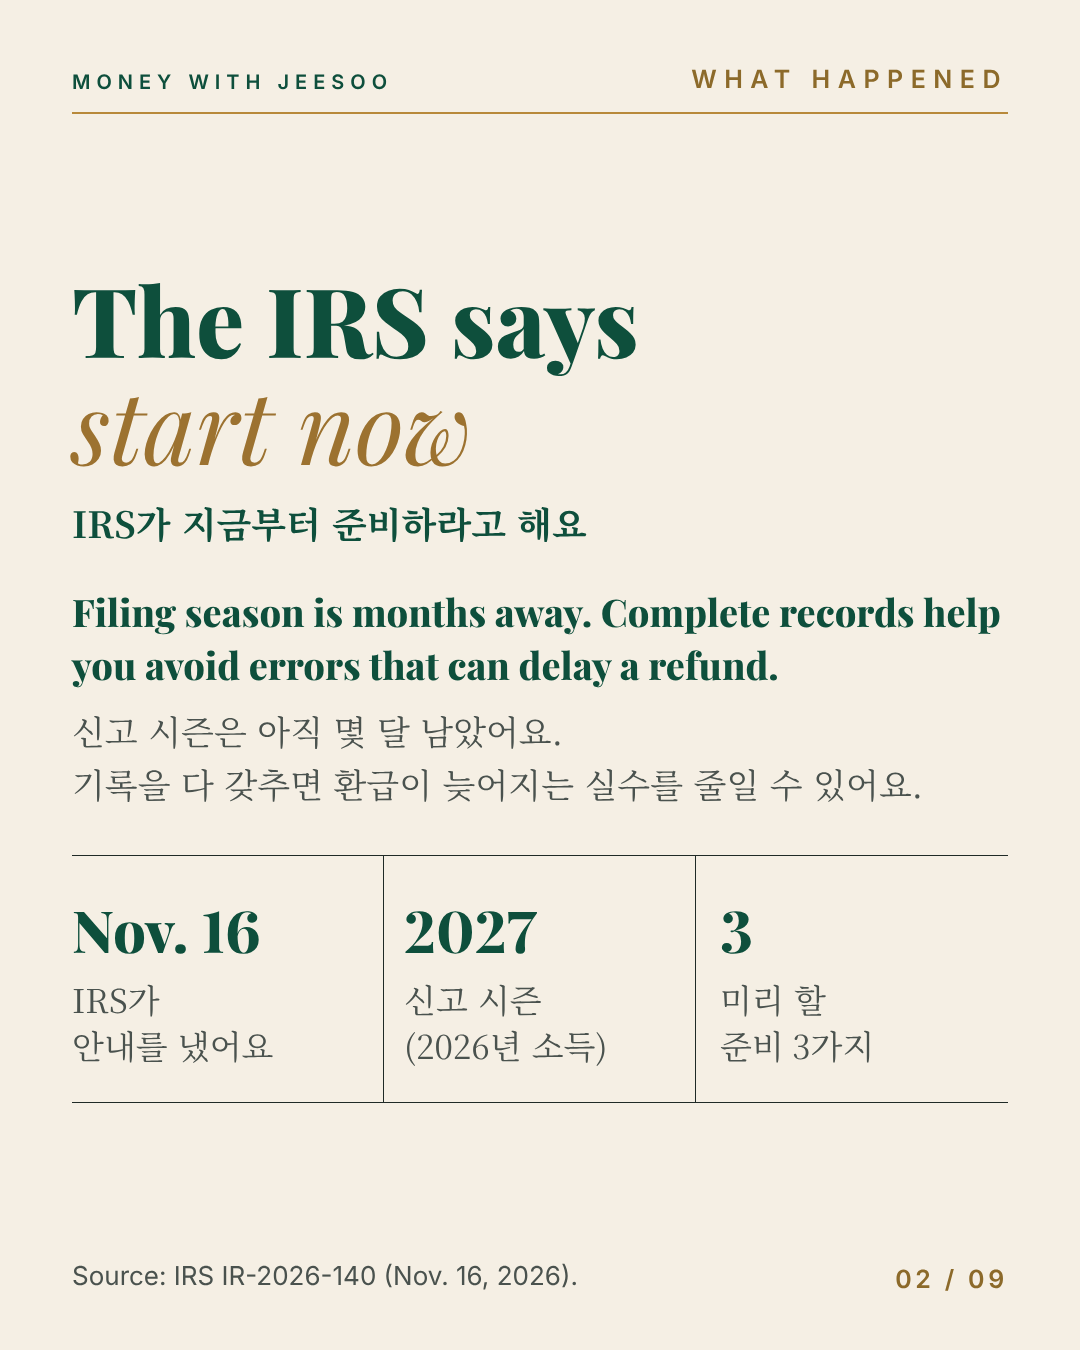 MONEY WITH JEESOO
WHAT HAPPENED
The IRS says
start now
IRS가 지금부터 준비하라고 해요
Filing season is months away. Complete records help
you avoid errors that can delay a refund.
신고 시즌은 아직 몇 달 남았어요.
기록을 다 갖추면 환급이 늦어지는 실수를 줄일 수 있어요.
Nov. 16
IRS가
안내를 냈어요
2027
신고 시즌
(2026년 소득)
3
미리 할
준비 3가지
Source: IRS IR-2026-140 (Nov. 16, 2026).
02 / 09